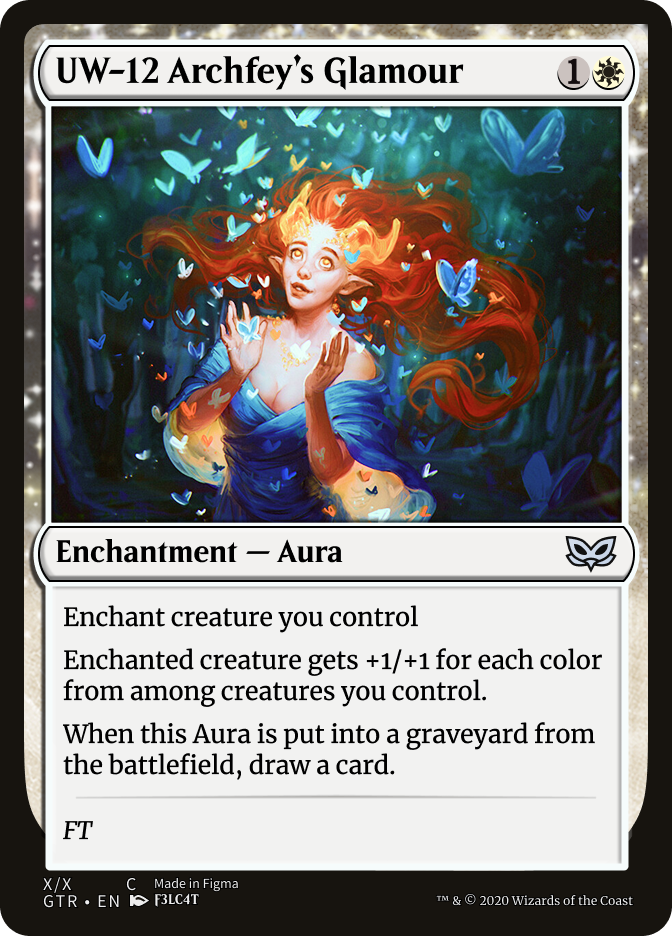 UW-12 Archfey's Glamour 1
Enchantment — Aura
Enchant creature you control
Enchanted creature gets +1/+1 for each color
from among creatures you control.
When this Aura is put into a graveyard from
the battlefield, draw a card.
FT
X/X C Made in Figma
GTR • EN F3LC4T
™ & © 2020 Wizards of the Coast